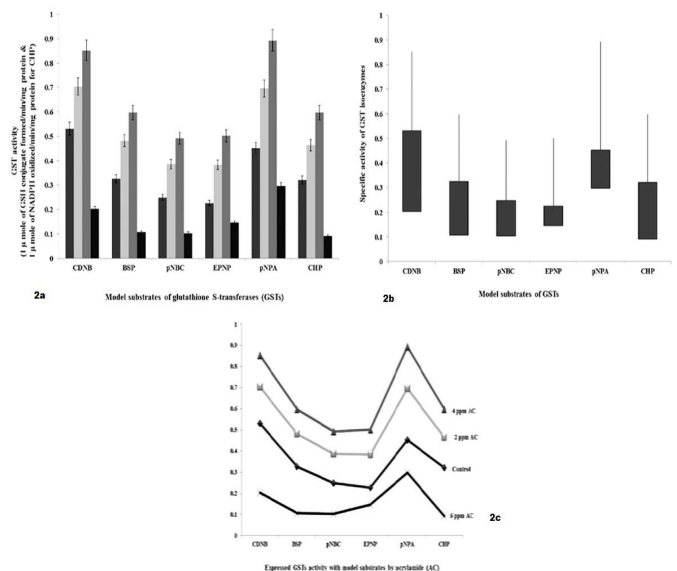 1
0.9
0.8
0.7
0.6
0.5
0.4
0.3
0.2
0.1
0
GST activity
(1 μ mole of GSH conjugate formed/min/mg protein &
1 μ mole of NADPH oxidized/min/mg protein for CHP)
CDNB BSP pNBC EPNP pNPA CHP
2a Model substrates of glutathione S-transferases (GSTs)
1
0.9
0.8
0.7
0.6
0.5
0.4
0.3
0.2
0.1
0
Specific activity of GST isoenzymes
CDNB BSP pNBC EPNP pNPA CHP
2b Model substrates of GSTs
1
0.9
0.8
0.7
0.6
0.5
0.4
0.3
0.2
0.1
0
4 ppm AC
2 ppm AC
Control
6 ppm AC
2c
CDNB BSP pNBC EPNP pNPA CHP
Expressed GSTs activity with model substrates by acrylamide (AC)